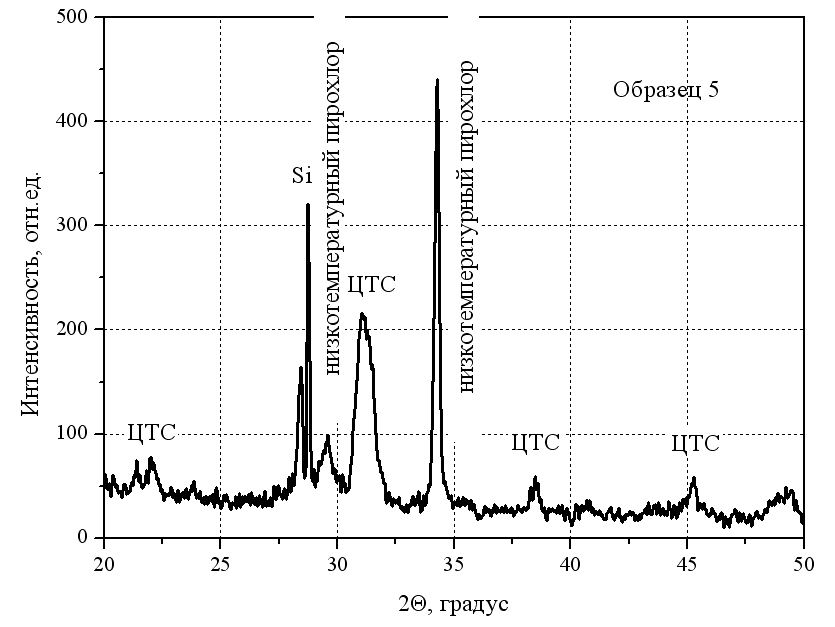 500
400
300
200
100
0
Интенсивность, отн.ед.
Образец 5
Si
низкотемпературный пирохлор
ЦТС
низкотемпературный пирохлор
ЦТС
ЦТС
ЦТС
20 25 30 35 40 45 50
2Θ, градус